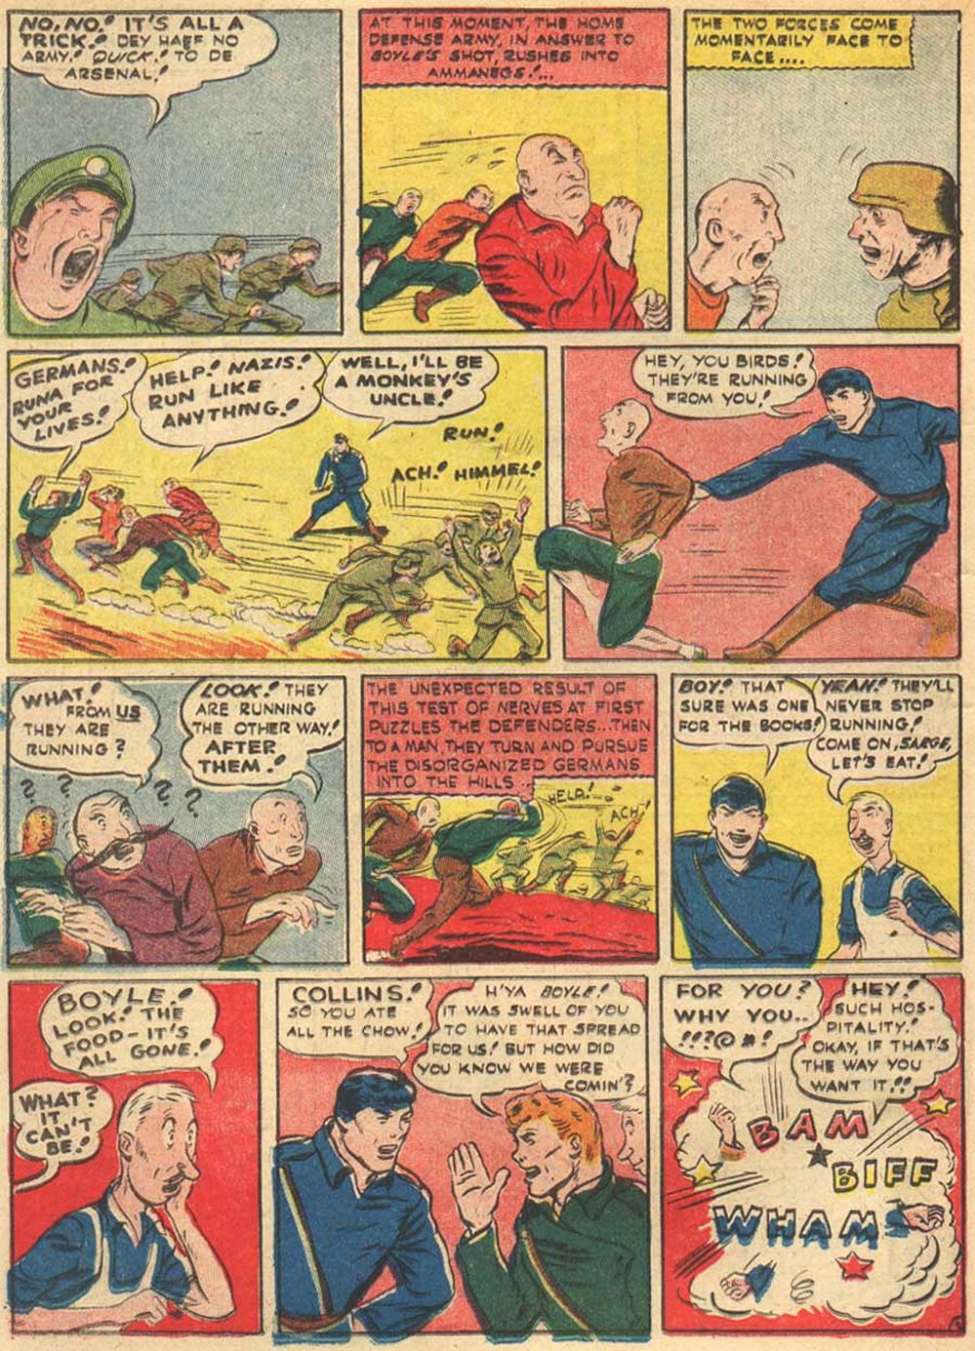 NO, NO! IT'S ALL A
TRICK! DEY HAEF NO
ARMY! QUICK! TO DE
ARSENAL!
AT THIS MOMENT, THE HOME
DEFENSE ARMY, IN ANSWER TO
BOYLE'S SHOT, RUSHES INTO
AMMANEGS!...
THE TWO FORCES COME
MOMENTARILY FACE TO
FACE....
GERMANS!
RUNA FOR
YOUR
LIVES!
HELP! NAZIS!
RUN LIKE
ANYTHING!
WELL, I'LL BE
A MONKEY'S
UNCLE!
RUN!
ACH! HIMMEL!
HEY, YOU BIRDS!
THEY'RE RUNNING
FROM YOU!
WHAT!
FROM US
THEY ARE
RUNNING?
LOOK! THEY
ARE RUNNING
THE OTHER WAY!
AFTER
THEM!
? ? ? ?
THE UNEXPECTED RESULT OF
THIS TEST OF NERVES AT FIRST
PUZZLES THE DEFENDERS...THEN
TO A MAN, THEY TURN AND PURSUE
THE DISORGANIZED GERMANS
INTO THE HILLS...
HELP!
ACH!
BOY! THAT
SURE WAS ONE
FOR THE BOOKS!
YEAH! THEY'LL
NEVER STOP
RUNNING!
COME ON, SARGE,
LET'S EAT!
BOYLE!
LOOK! THE
FOOD - IT'S
ALL GONE!
WHAT?
IT
CAN'T
BE!
COLLINS!
SO YOU ATE
ALL THE CHOW!
H'YA BOYLE!
IT WAS SWELL OF YOU
TO HAVE THAT SPREAD
FOR US! BUT HOW DID
YOU KNOW WE WERE
COMIN'?
FOR YOU?
WHY YOU..
!!?@*!
HEY!
SUCH HOS-
PITALITY!
OKAY, IF THAT'S
THE WAY YOU
WANT IT!!
BAM
BIFF
WHAM